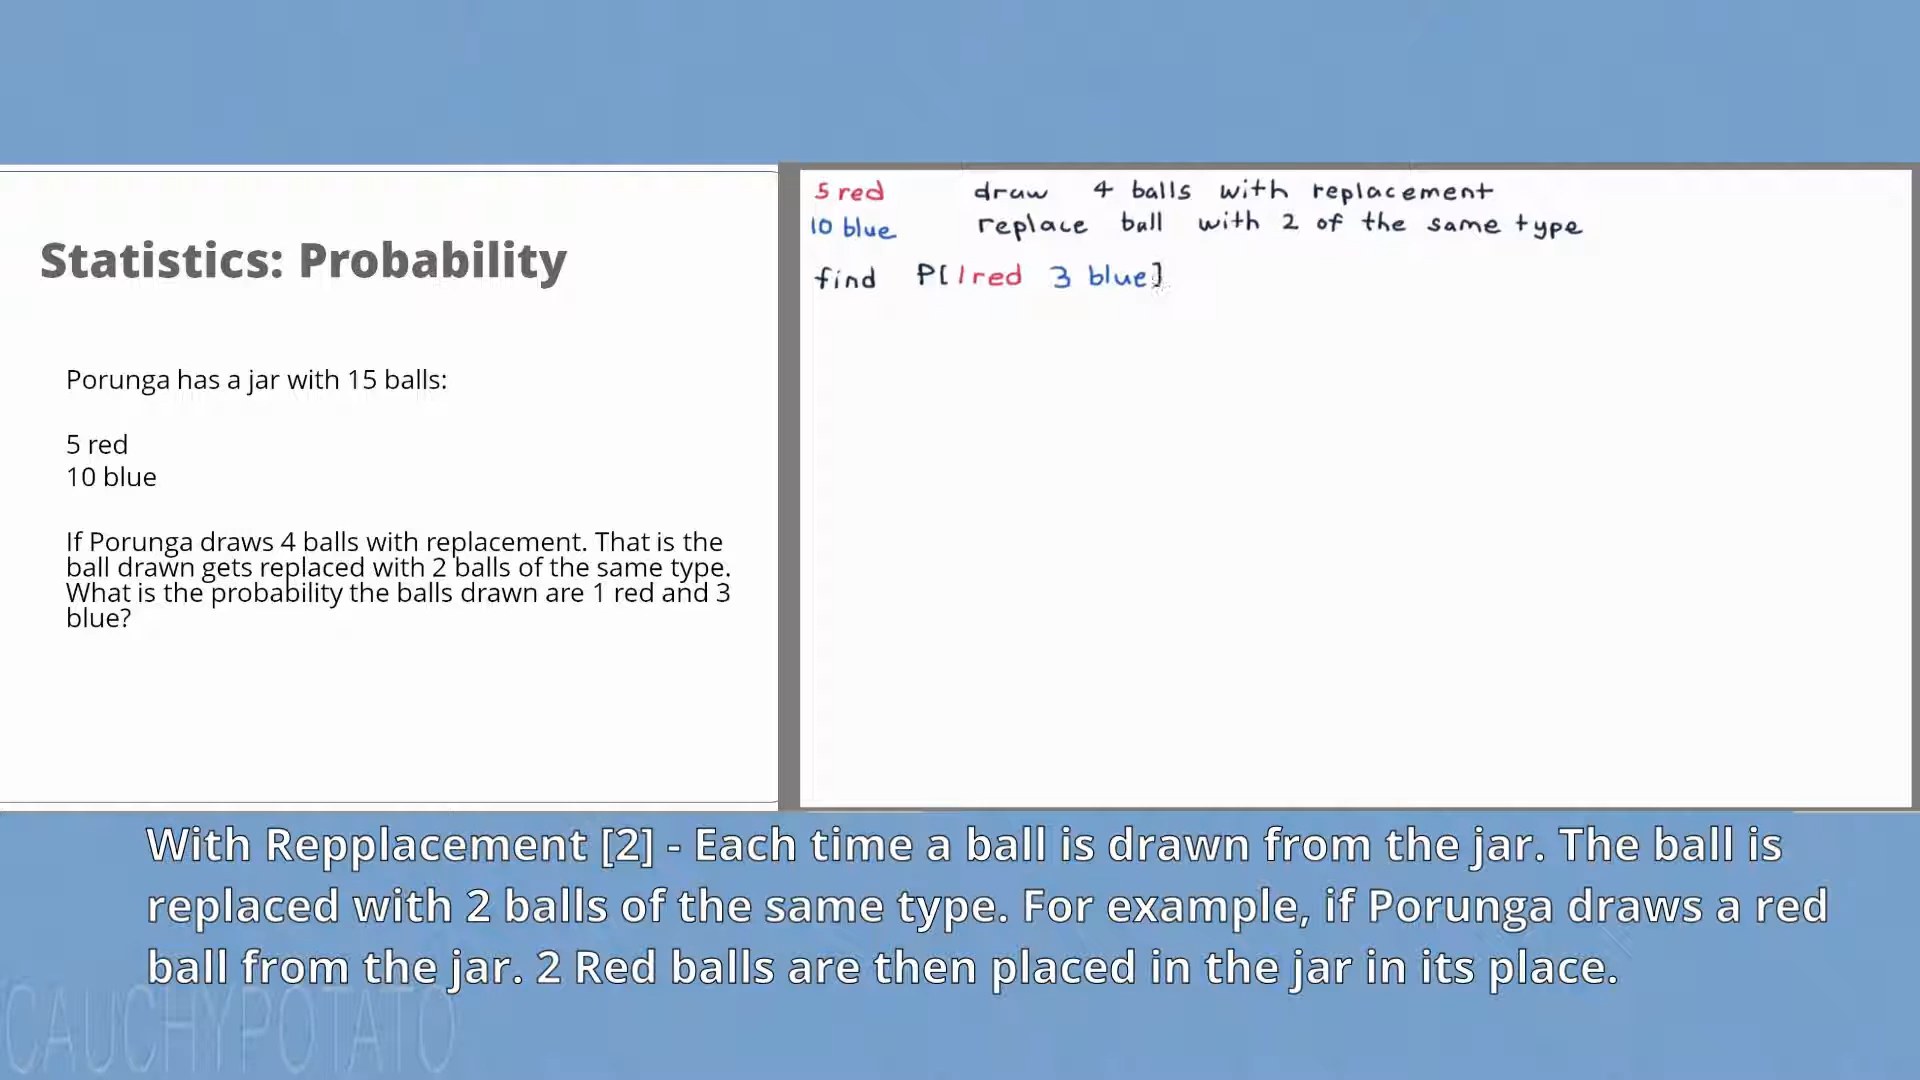 Statistics: Probability
Porunga has a jar with 15 balls:
5 red
10 blue
If Porunga draws 4 balls with replacement. That is the
ball drawn gets replaced with 2 balls of the same type.
What is the probability the balls drawn are 1 red and 3
blue?
5 red draw 4 balls with replacement
10 blue replace ball with 2 of the same type
find P[1red 3 blue]
With Repplacement [2] - Each time a ball is drawn from the jar. The ball is
replaced with 2 balls of the same type. For example, if Porunga draws a red
ball from the jar. 2 Red balls are then placed in the jar in its place.
CAUCHYPOTATO